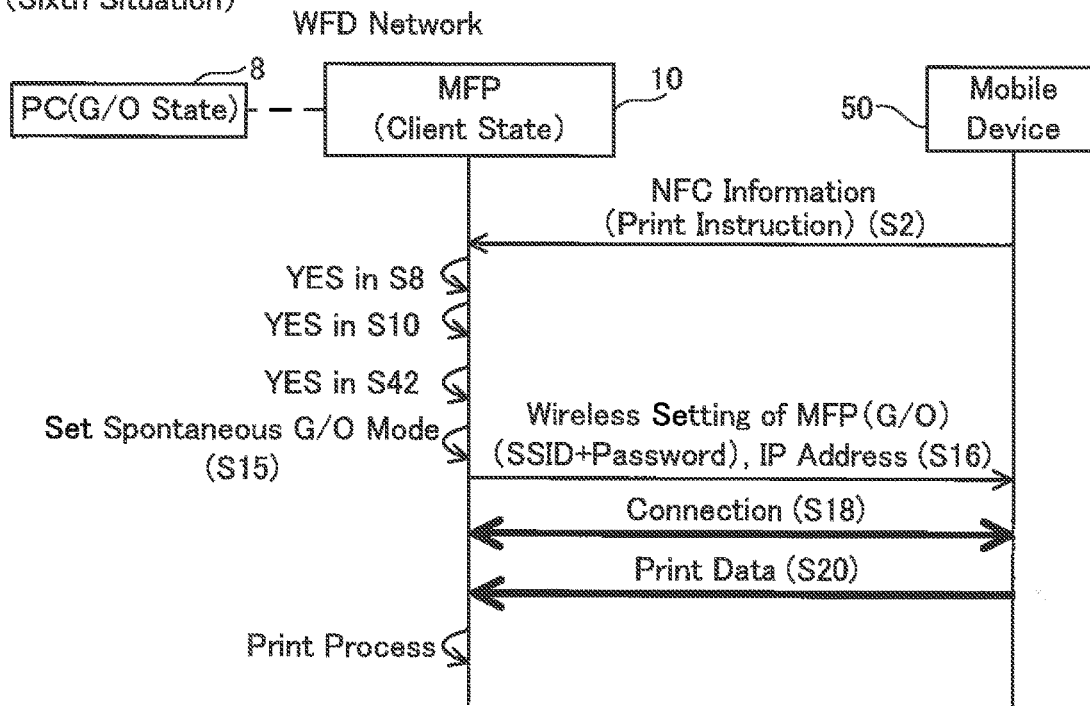 (Sixth Situation)
WFD Network
8
PC(G/O State)
MFP
(Client State)
10
50
Mobile
Device
NFC Information
(Print Instruction) (S2)
YES in S8
YES in S10
YES in S42
Set Spontaneous G/O Mode
(S15)
Wireless Setting of MFP(G/O)
(SSID+Password), IP Address (S16)
Connection (S18)
Print Data (S20)
Print Process